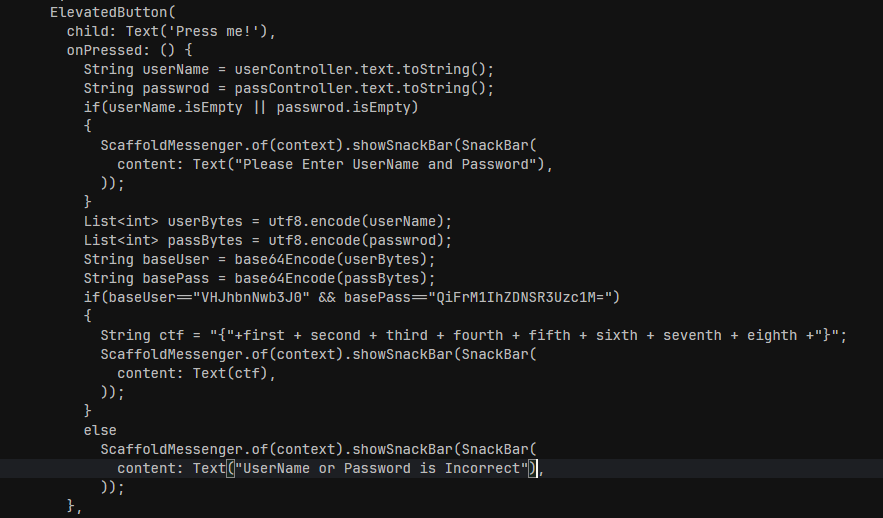 ElevatedButton(
child: Text('Press me!'),
onPressed: () {
String userName = userController.text.toString();
String passwrod = passController.text.toString();
if(userName.isEmpty || passwrod.isEmpty)
{
ScaffoldMessenger.of(context).showSnackBar(SnackBar(
content: Text("Please Enter UserName and Password"),
));
}
List<int> userBytes = utf8.encode(userName);
List<int> passBytes = utf8.encode(passwrod);
String baseUser = base64Encode(userBytes);
String basePass = base64Encode(passBytes);
if(baseUser=="VHJhbnNwb3J0" && basePass=="QiFrM1IhZDNSR3Uzc1M=")
{
String ctf = "{"+first + second + third + fourth + fifth + sixth + seventh + eighth +"}";
ScaffoldMessenger.of(context).showSnackBar(SnackBar(
content: Text(ctf),
));
}
else
ScaffoldMessenger.of(context).showSnackBar(SnackBar(
content: Text("UserName or Password is Incorrect"),
));
},